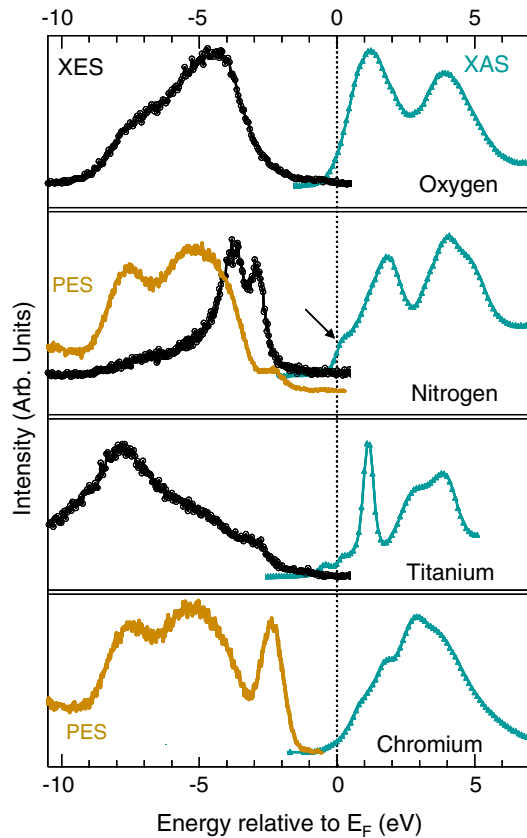 -10 -5 0 5
XES XAS
Oxygen
PES
Nitrogen
Titanium
PES
Chromium
Intensity (Arb. Units)
-10 -5 0 5
Energy relative to E_F (eV)